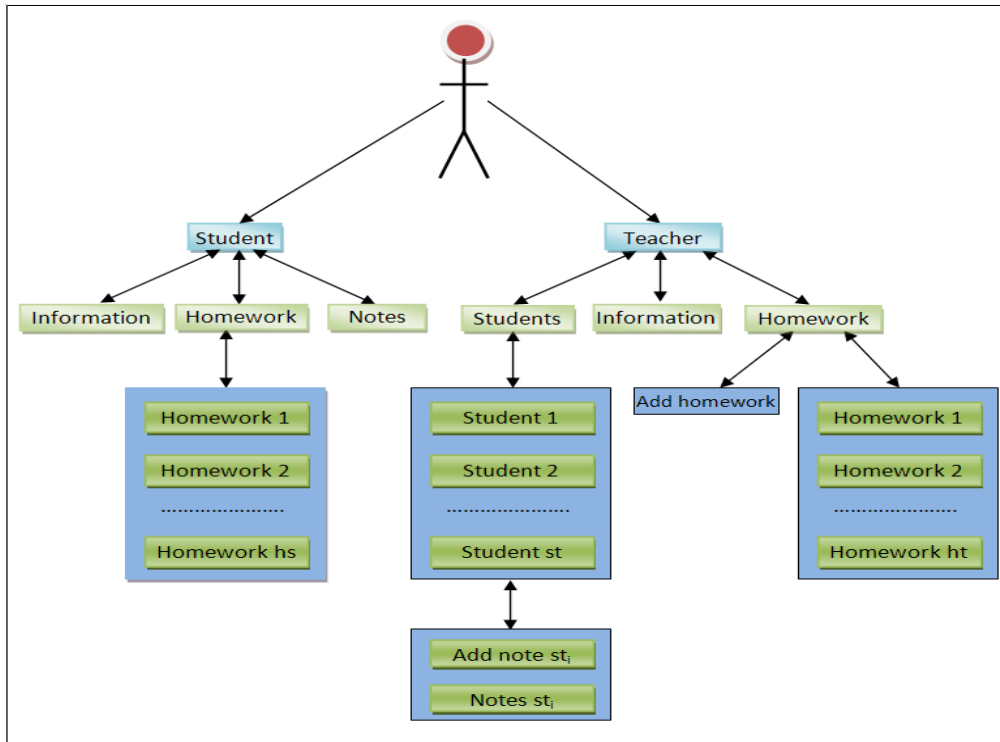 Student
Teacher
Information
Homework
Notes
Students
Information
Homework
Homework 1
Homework 2
........................
Homework hs
Student 1
Student 2
........................
Student st
Add note stᵢ
Notes stᵢ
Add homework
Homework 1
Homework 2
........................
Homework ht